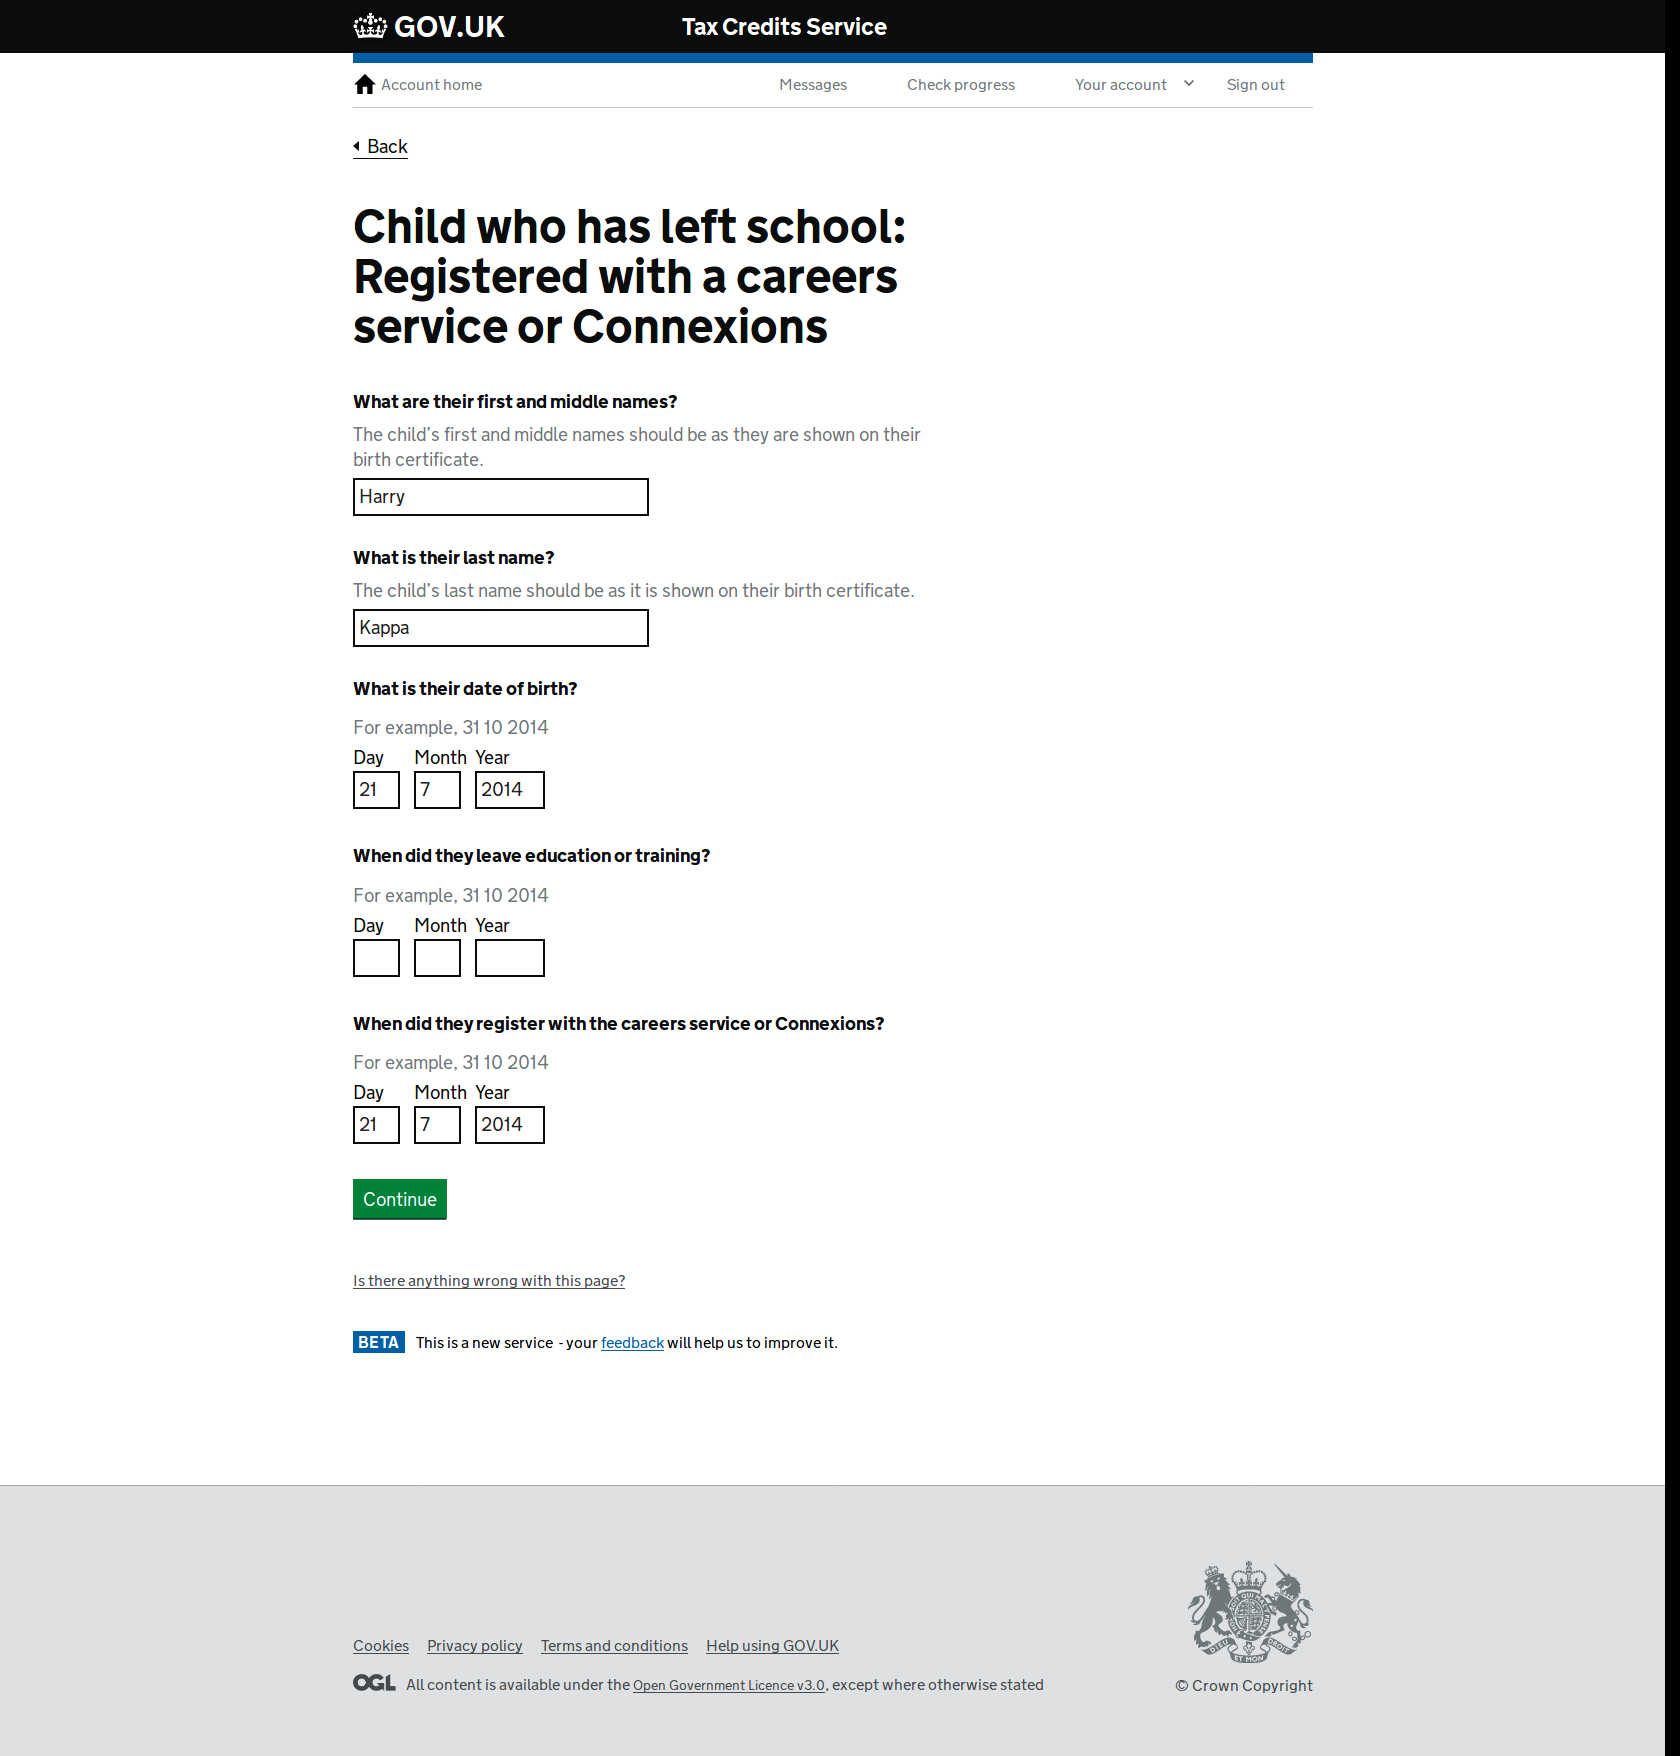 GOV.UK
Tax Credits Service
Account home
Messages
Check progress
Your account
Sign out
Back
Child who has left school:
Registered with a careers
service or Connexions
What are their first and middle names?
The child’s first and middle names should be as they are shown on their
birth certificate.
Harry
What is their last name?
The child’s last name should be as it is shown on their birth certificate.
Kappa
What is their date of birth?
For example, 31 10 2014
Day Month Year
21 7 2014
When did they leave education or training?
For example, 31 10 2014
Day Month Year
When did they register with the careers service or Connexions?
For example, 31 10 2014
Day Month Year
21 7 2014
Continue
Is there anything wrong with this page?
BETA This is a new service - your feedback will help us to improve it.
Cookies Privacy policy Terms and conditions Help using GOV.UK
OGL All content is available under the Open Government Licence v3.0, except where otherwise stated
DIEU ET MON DROIT
© Crown Copyright